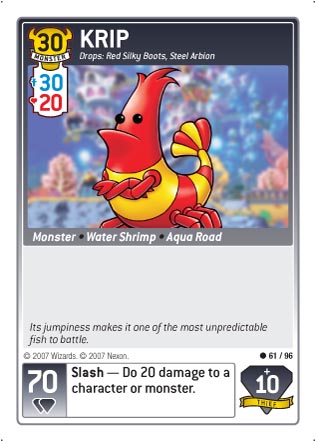 30
MONSTER
KRIP
Drops: Red Silky Boots, Steel Arbion
30
20
Monster • Water Shrimp • Aqua Road
Its jumpiness makes it one of the most unpredictable
fish to battle.
© 2007 Wizards. © 2007 Nexon.
● 61 / 96
70
Slash — Do 20 damage to a
character or monster.
+
10
THIEF